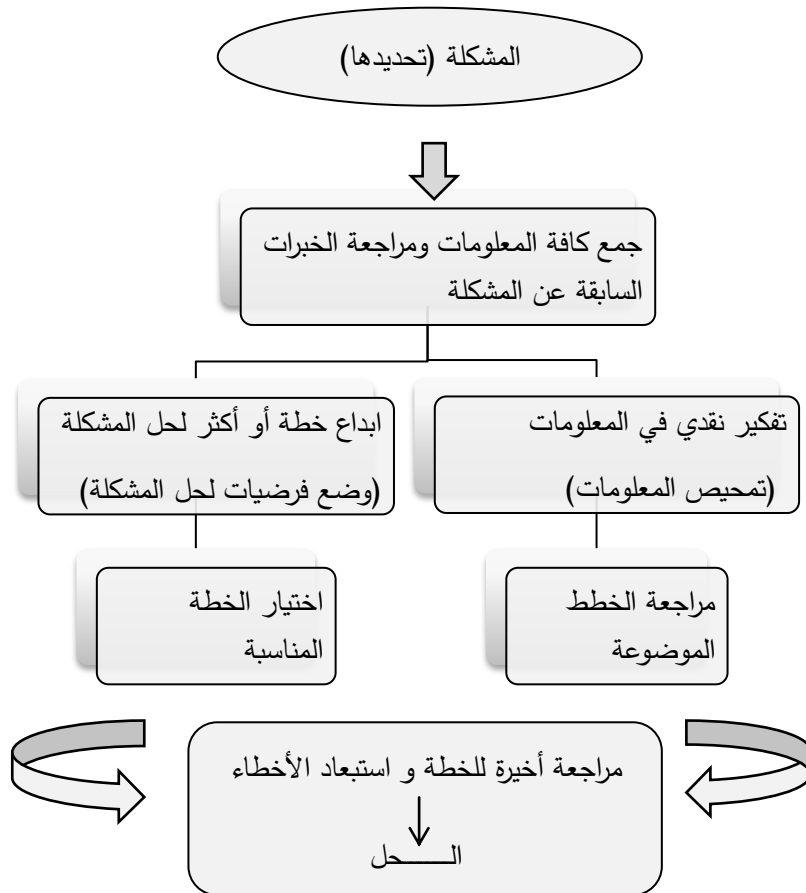 المشكلة (تحديدها)
جمع كافة المعلومات ومراجعة الخبرات
السابقة عن المشكلة
تفكير نقدي في المعلومات
(تمحيص المعلومات)
ابداع خطة أو أكثر لحل المشكلة
(وضع فرضيات لحل المشكلة)
مراجعة الخطط
الموضوعة
اختيار الخطة
المناسبة
مراجعة أخيرة للخطة و استبعاد الأخطاء
الـــــحل